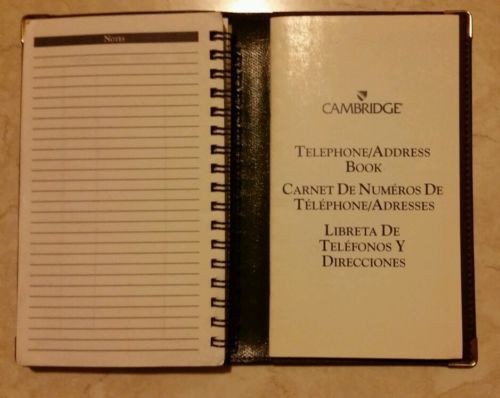 NOTES
CAMBRIDGE
TELEPHONE/ADDRESS
BOOK
CARNET DE NUMÉROS DE
TÉLÉPHONE/ADRESSES
LIBRETA DE
TELÉFONOS Y
DIRECCIONES